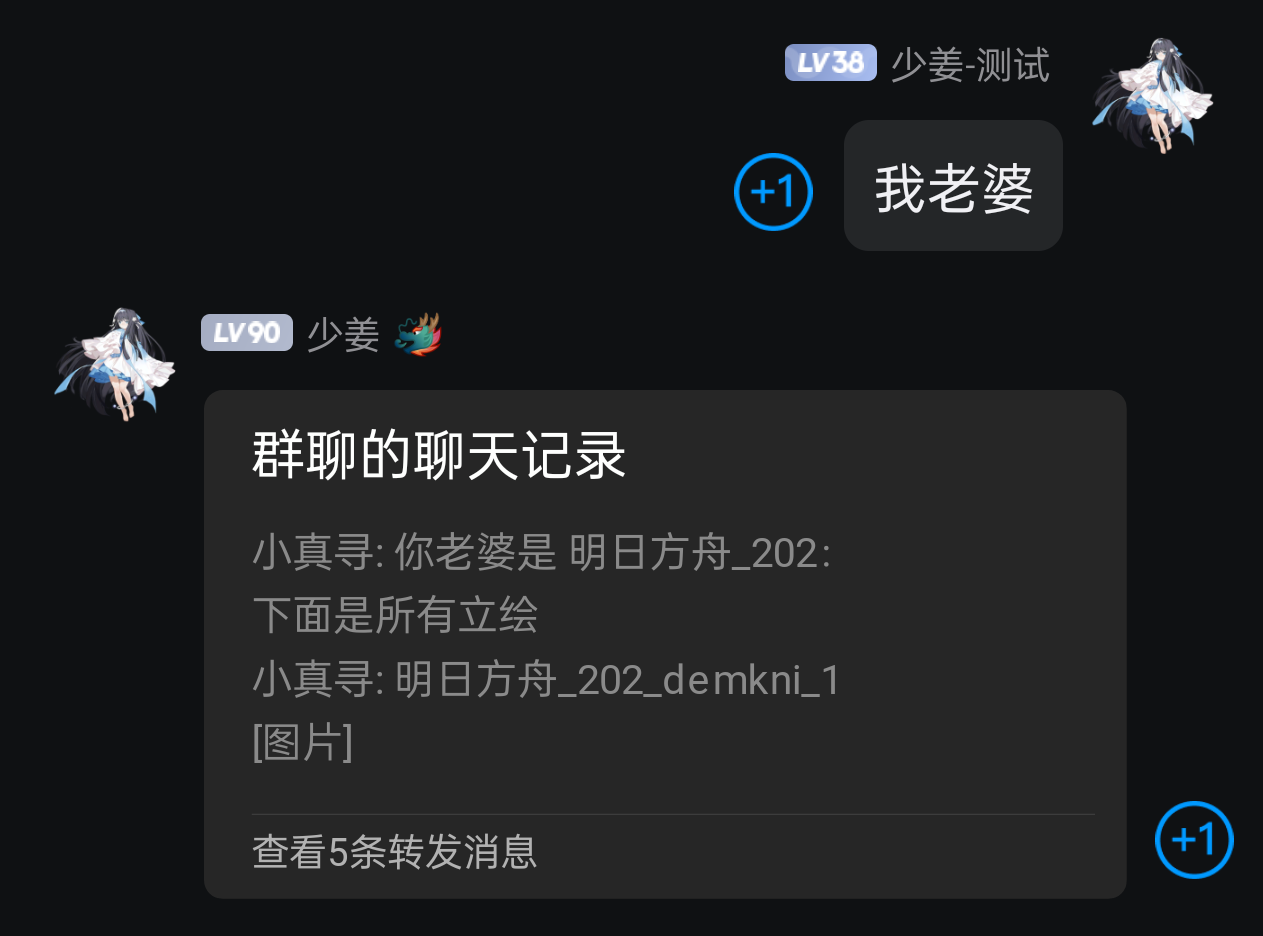 LV38 少姜-测试
+1
我老婆
LV90 少姜 🐲
群聊的聊天记录
小真寻: 你老婆是 明日方舟_202:
下面是所有立绘
小真寻: 明日方舟_202_demkni_1
[图片]
查看5条转发消息
+1